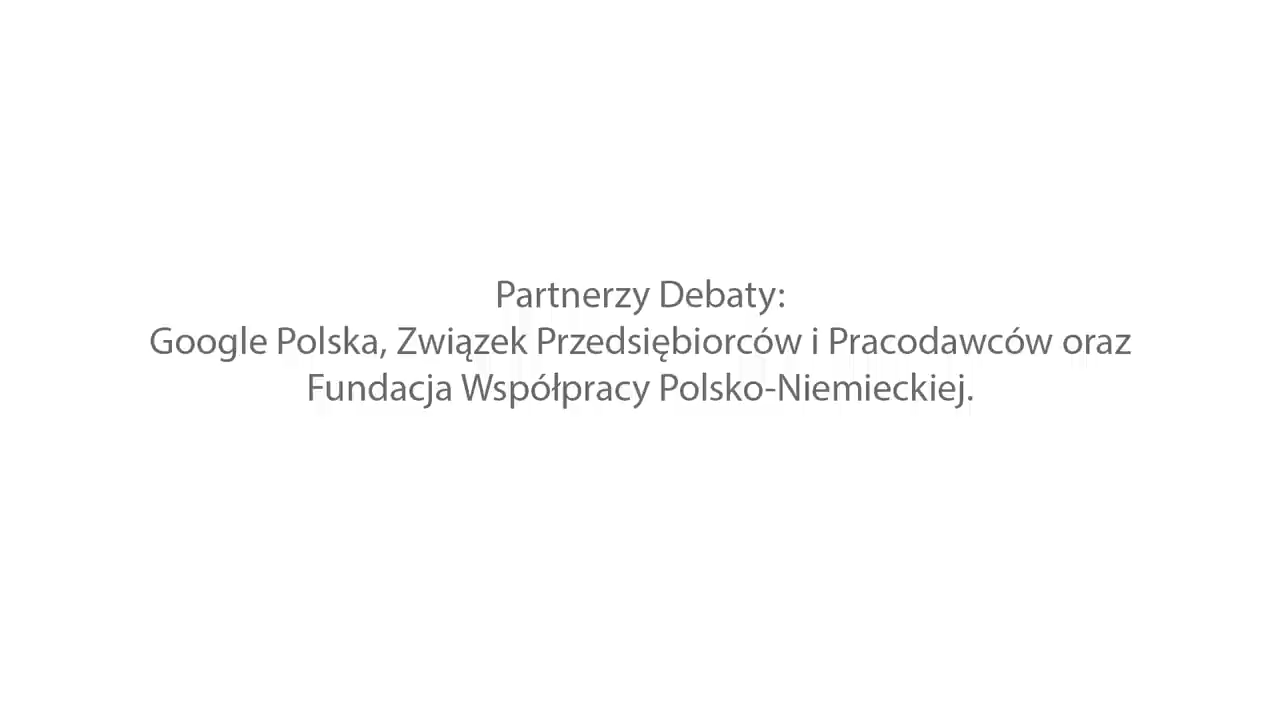 Partnerzy Debaty:
Google Polska, Związek Przedsiębiorców i Pracodawców oraz
Fundacja Współpracy Polsko-Niemieckiej.